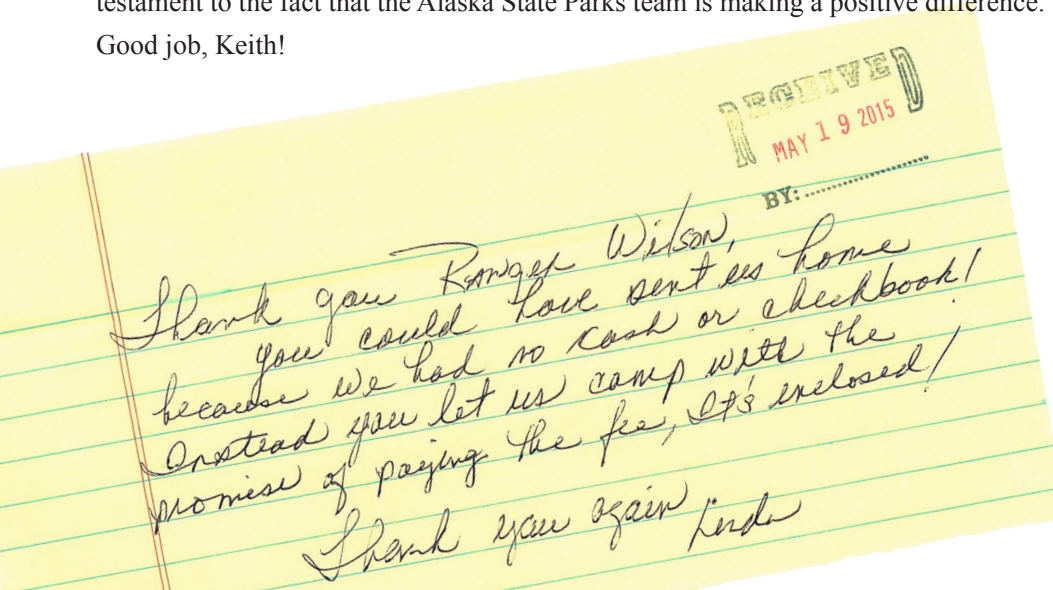 testament to the fact that the Alaska State Parks team is making a positive difference.
Good job, Keith!
RECEIVED
MAY 19 2015
BY:
Thank you Ranger Wilson,
you could have sent us home
because we had no cash or checkbook!
Instead you let us camp with the
promise of paying the fee, It's enclosed!
Thank you again
Linda